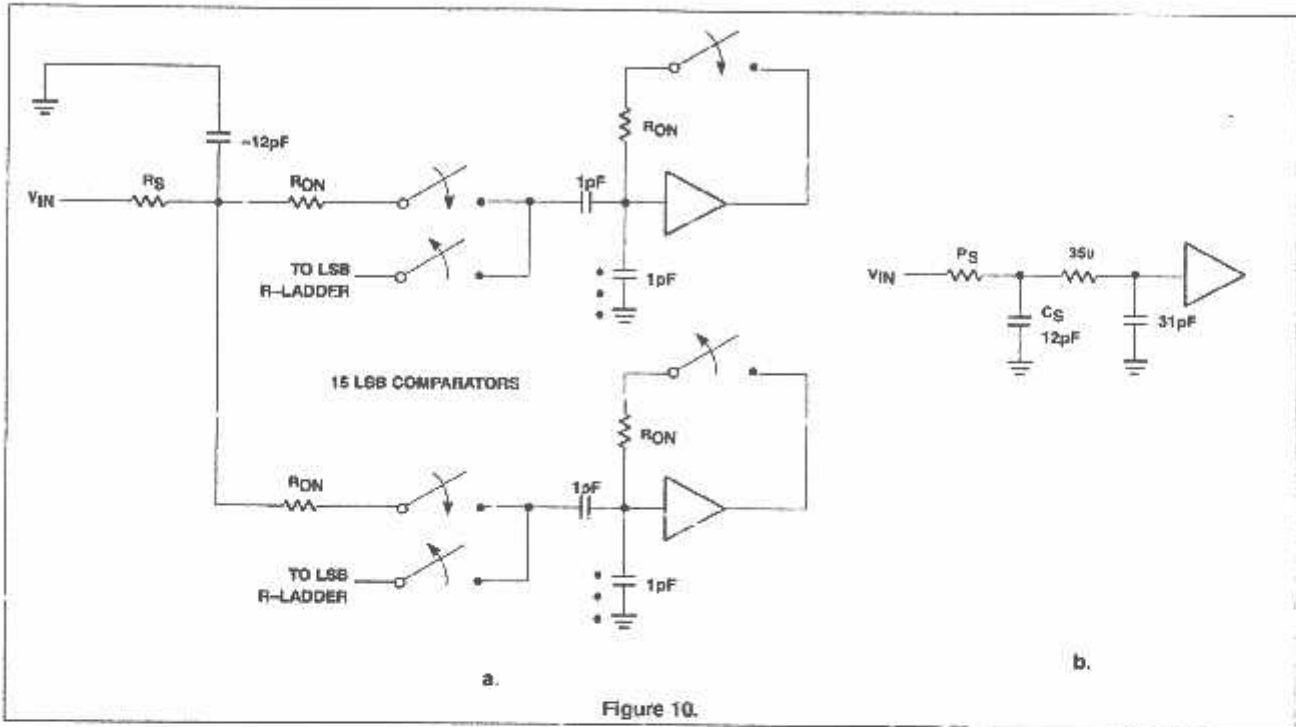 ~12pF
RS
VIN
RON
TO LSB
R-LADDER
1pF
RON
1pF
15 LSB COMPARATORS
RON
TO LSB
R-LADDER
1pF
RON
1pF
a.
VIN
RS
CS
12pF
31pF
b.
Figure 10.